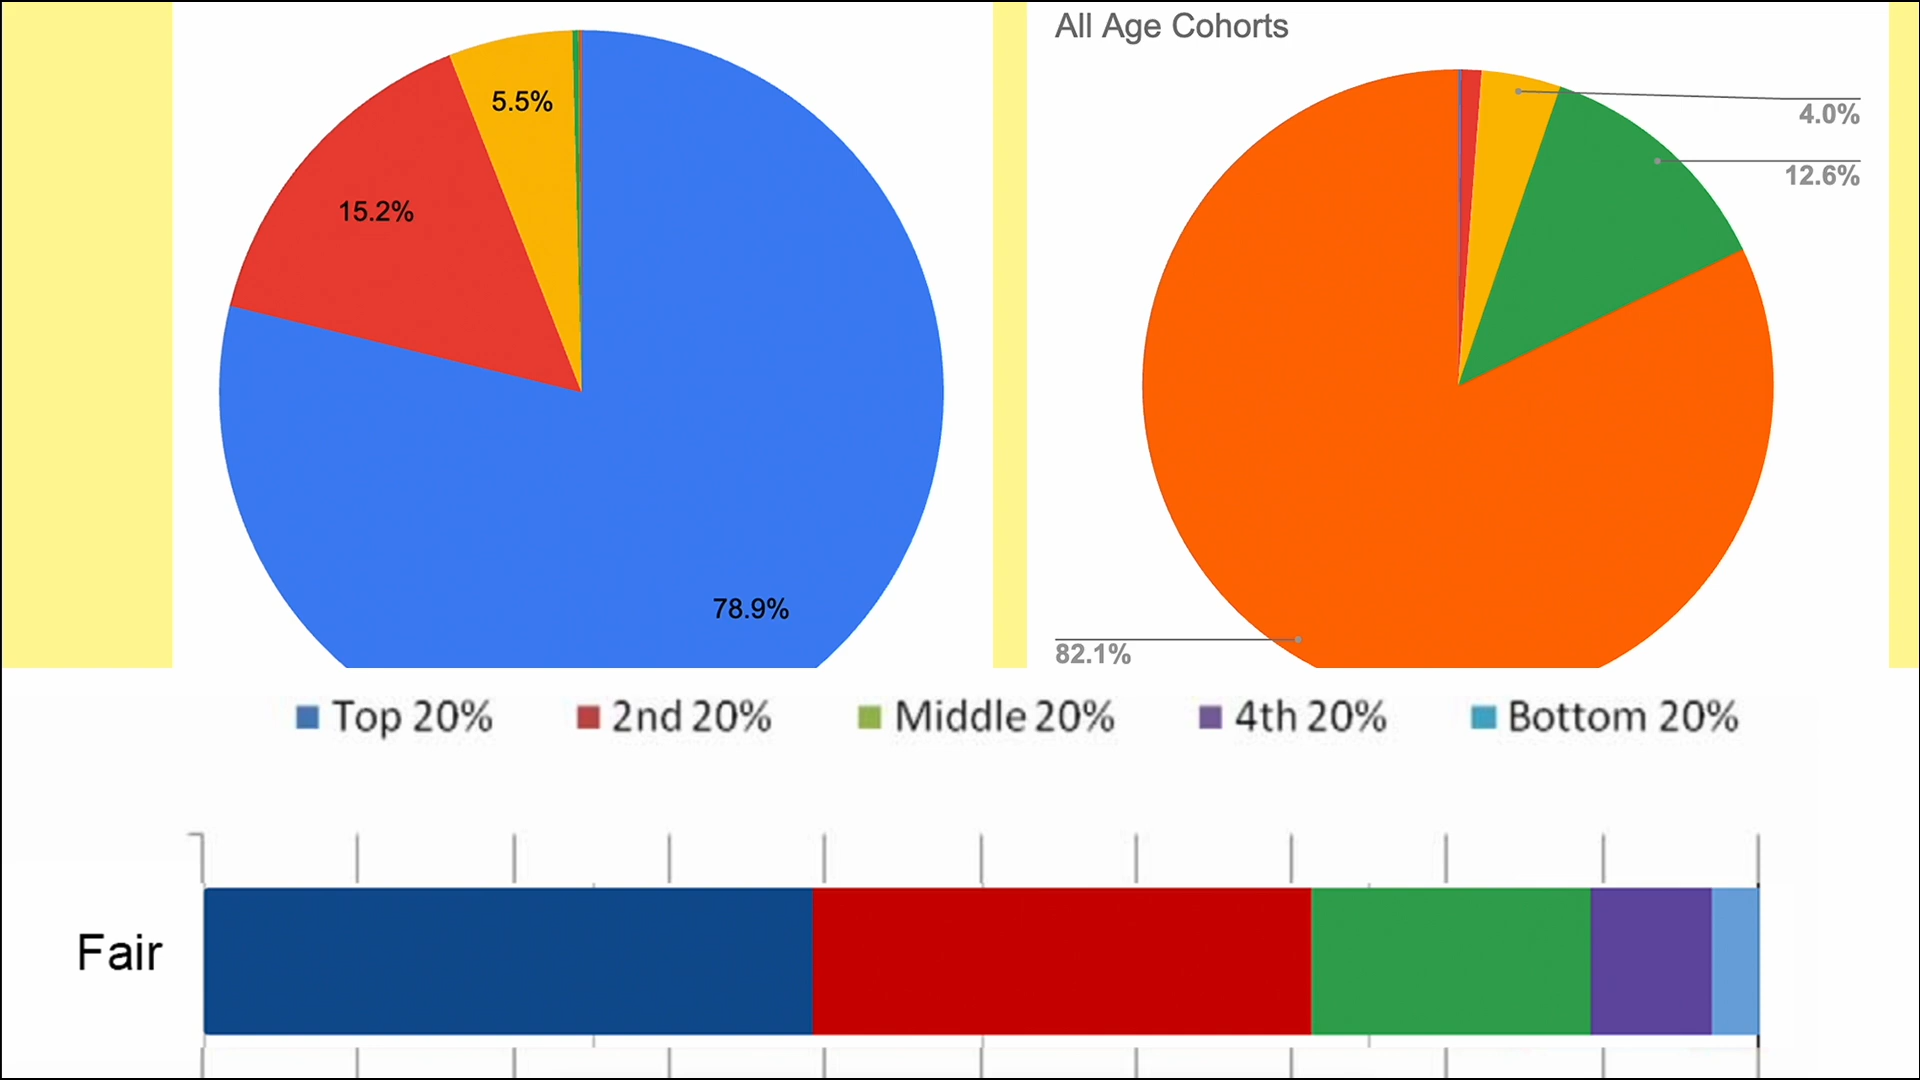 All Age Cohorts
5.5%
4.0%
12.6%
15.2%
78.9%
82.1%
Top 20% 2nd 20% Middle 20% 4th 20% Bottom 20%
Fair